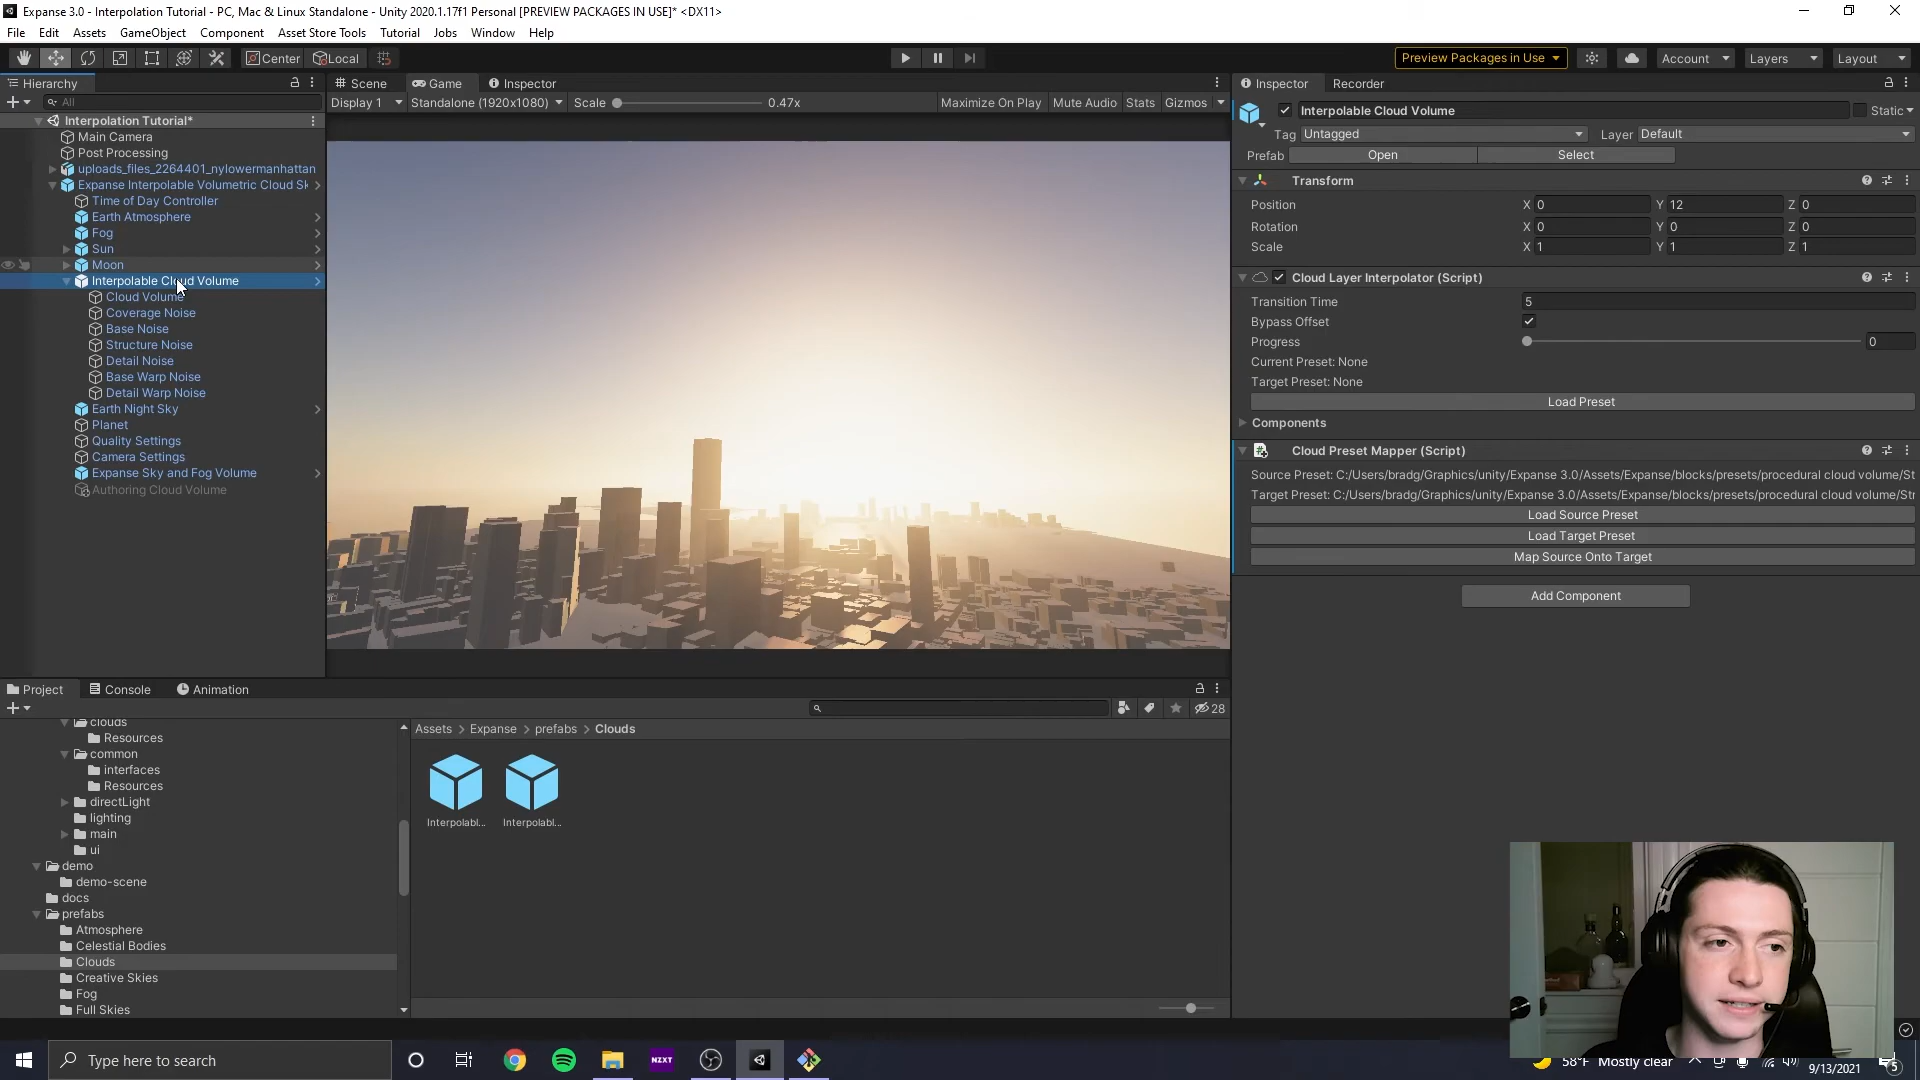 Expanse 3.0 - Interpolation Tutorial - PC, Mac & Linux Standalone - Unity 2020.1.17f1 Personal [PREVIEW PACKAGES IN USE]* <DX11>
File Edit Assets GameObject Component Asset Store Tools Tutorial Jobs Window Help
Center Local Preview Packages in Use Account Layers Layout
Hierarchy
All
Interpolation Tutorial*
Main Camera
Post Processing
uploads_files_2264401_nylowermanhattan
Expanse Interpolable Volumetric Cloud Sk
Time of Day Controller
Earth Atmosphere
Fog
Sun
Moon
Interpolable Cloud Volume
Cloud Volume
Coverage Noise
Base Noise
Structure Noise
Detail Noise
Base Warp Noise
Detail Warp Noise
Earth Night Sky
Planet
Quality Settings
Camera Settings
Expanse Sky and Fog Volume
Authoring Cloud Volume
Scene Game Inspector
Display 1 Standalone (1920x1080) Scale 0.47x Maximize On Play Mute Audio Stats Gizmos
Inspector Recorder
Interpolable Cloud Volume Static
Tag Untagged Layer Default
Prefab Open Select
Transform
Position X 0 Y 12 Z 0
Rotation X 0 Y 0 Z 0
Scale X 1 Y 1 Z 1
Cloud Layer Interpolator (Script)
Transition Time 5
Bypass Offset
Progress 0
Current Preset: None
Target Preset: None
Load Preset
Components
Cloud Preset Mapper (Script)
Source Preset: C:/Users/bradg/Graphics/unity/Expanse 3.0/Assets/Expanse/blocks/presets/procedural cloud volume/St
Target Preset: C:/Users/bradg/Graphics/unity/Expanse 3.0/Assets/Expanse/blocks/presets/procedural cloud volume/Str
Load Source Preset
Load Target Preset
Map Source Onto Target
Add Component
Project Console Animation
28
clouds
Resources
common
interfaces
Resources
directLight
lighting
main
ui
demo
demo-scene
docs
prefabs
Atmosphere
Celestial Bodies
Clouds
Creative Skies
Fog
Full Skies
Assets > Expanse > prefabs > Clouds
Interpolabl... Interpolabl...
Type here to search
NZXT
58°F Mostly clear
9/13/2021
5